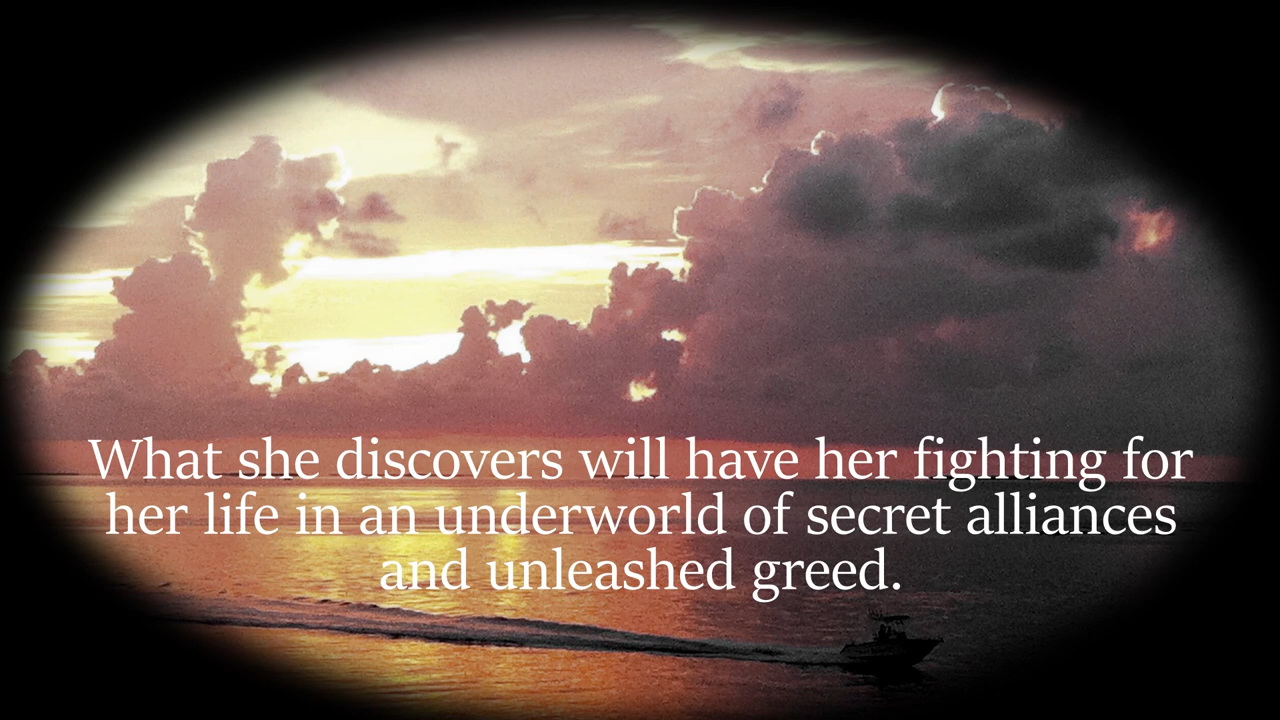 What she discovers will have her fighting for
her life in an underworld of secret alliances
and unleashed greed.